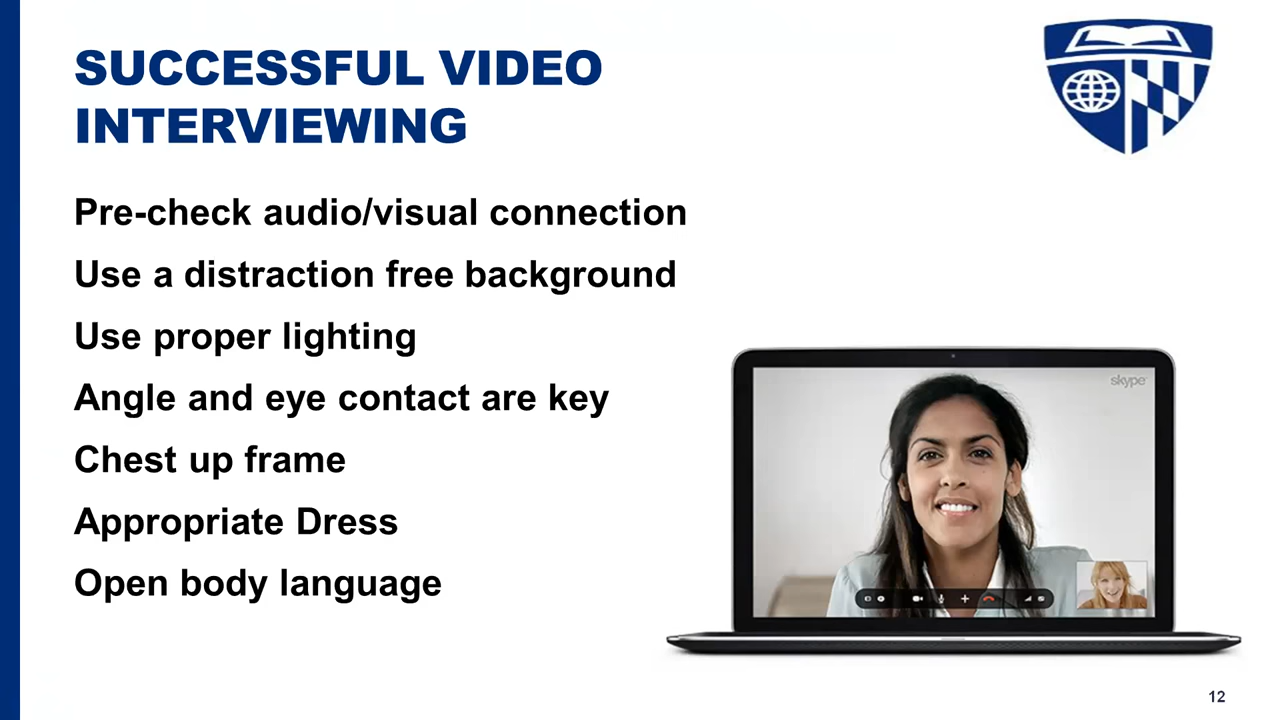 SUCCESSFUL VIDEO
INTERVIEWING
Pre-check audio/visual connection
Use a distraction free background
Use proper lighting
Angle and eye contact are key
Chest up frame
Appropriate Dress
Open body language
skype
12